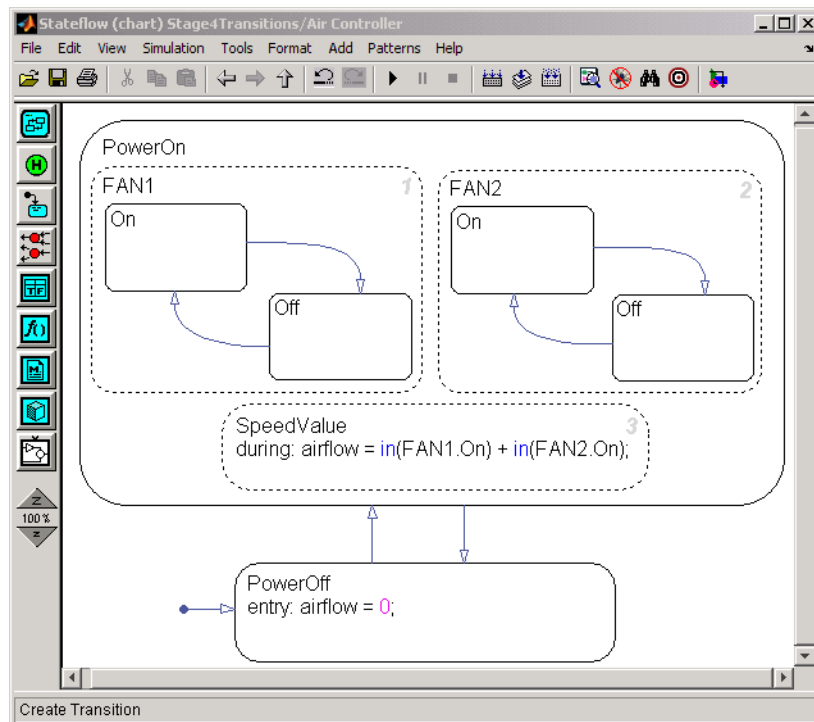 Stateflow (chart) Stage4Transitions/Air Controller
File Edit View Simulation Tools Format Add Patterns Help
PowerOn
FAN1
1
On
Off
FAN2
2
On
Off
SpeedValue
3
during: airflow = in(FAN1.On) + in(FAN2.On);
PowerOff
entry: airflow = 0;
H
TF
f()
M
Z
100 %
Z
Create Transition